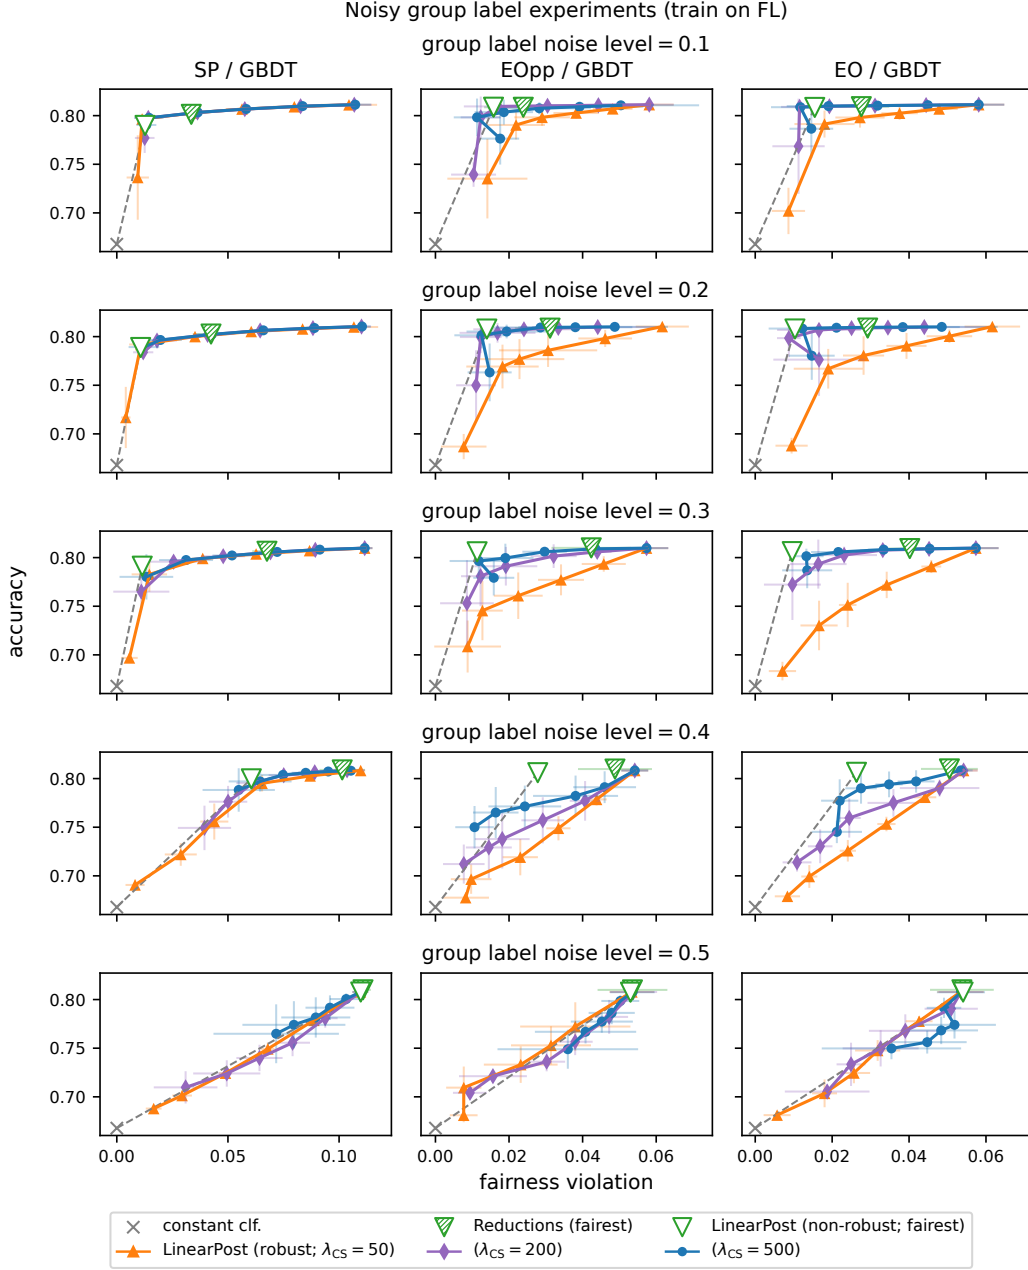 Noisy group label experiments (train on FL)
group label noise level = 0.1
SP / GBDT
EOpp / GBDT
EO / GBDT
0.80
0.75
0.70
group label noise level = 0.2
0.80
0.75
0.70
group label noise level = 0.3
0.80
0.75
0.70
accuracy
group label noise level = 0.4
0.80
0.75
0.70
group label noise level = 0.5
0.80
0.75
0.70
0.00 0.05 0.10
0.00 0.02 0.04 0.06
0.00 0.02 0.04 0.06
fairness violation
constant clf.
Reductions (fairest)
LinearPost (non-robust; fairest)
LinearPost (robust; λCS = 50)
(λCS = 200)
(λCS = 500)